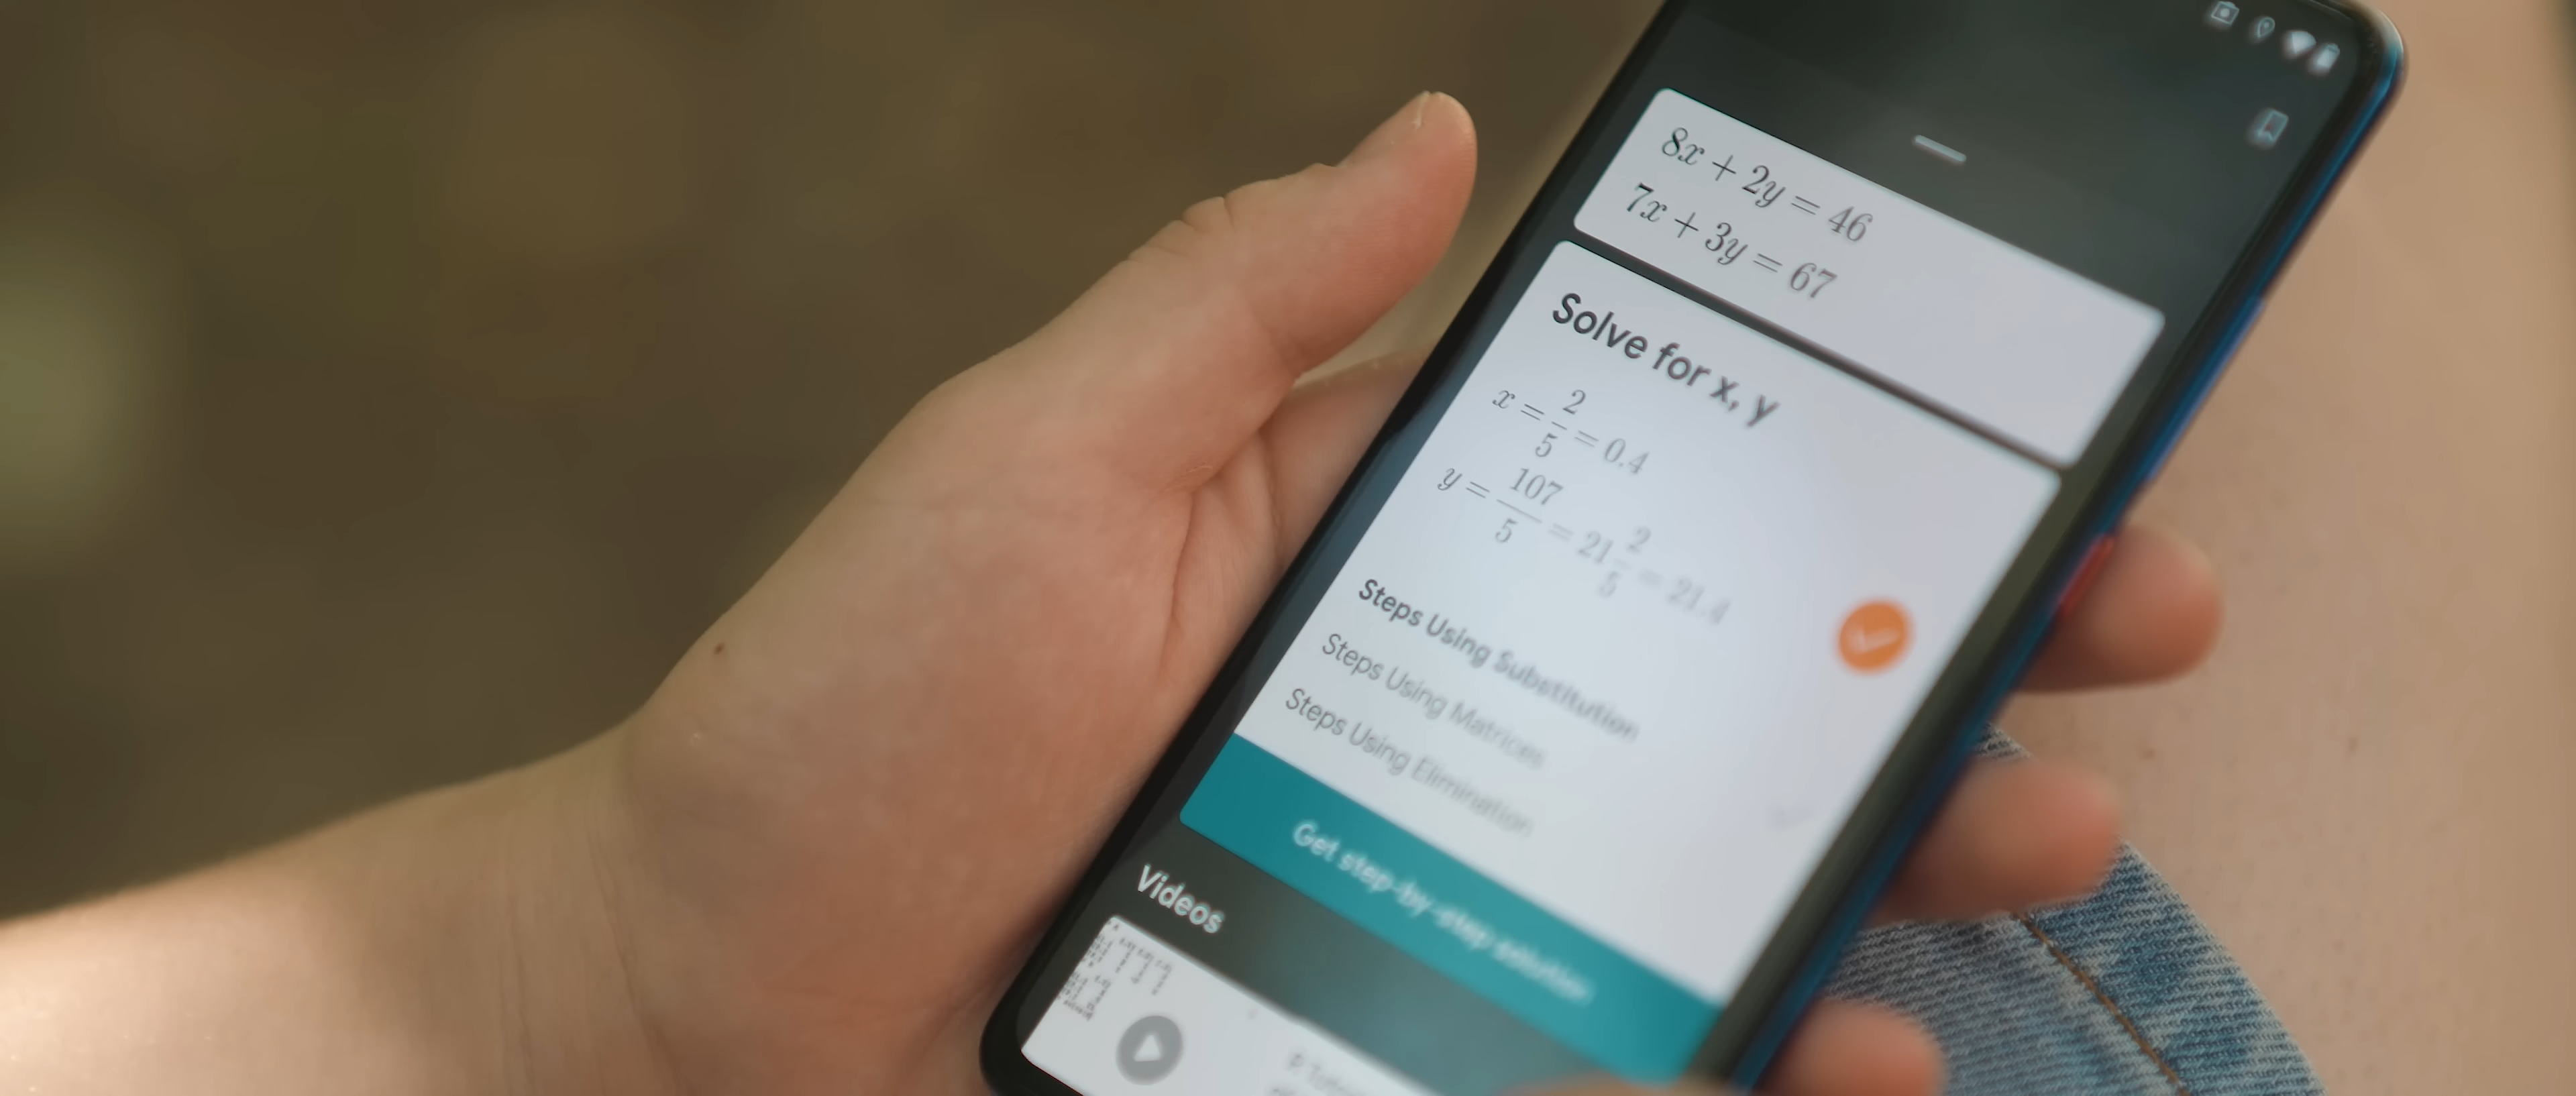 8x + 2y = 46
7x + 3y = 67
Solve for x, y
x = 2/5 = 0.4
y = 107/5 = 21 2/5 = 21.4
Steps Using Substitution
Steps Using Matrices
Steps Using Elimination
Get step-by-step solution
Videos